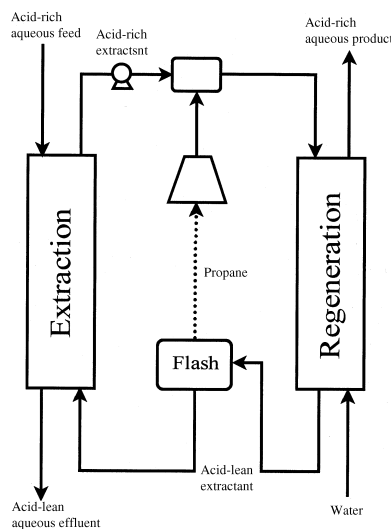 Acid-rich
aqueous feed
Acid-rich
extractsnt
Acid-rich
aqueous product
Extraction
Regeneration
Propane
Flash
Acid-lean
extractant
Acid-lean
aqueous effluent
Water